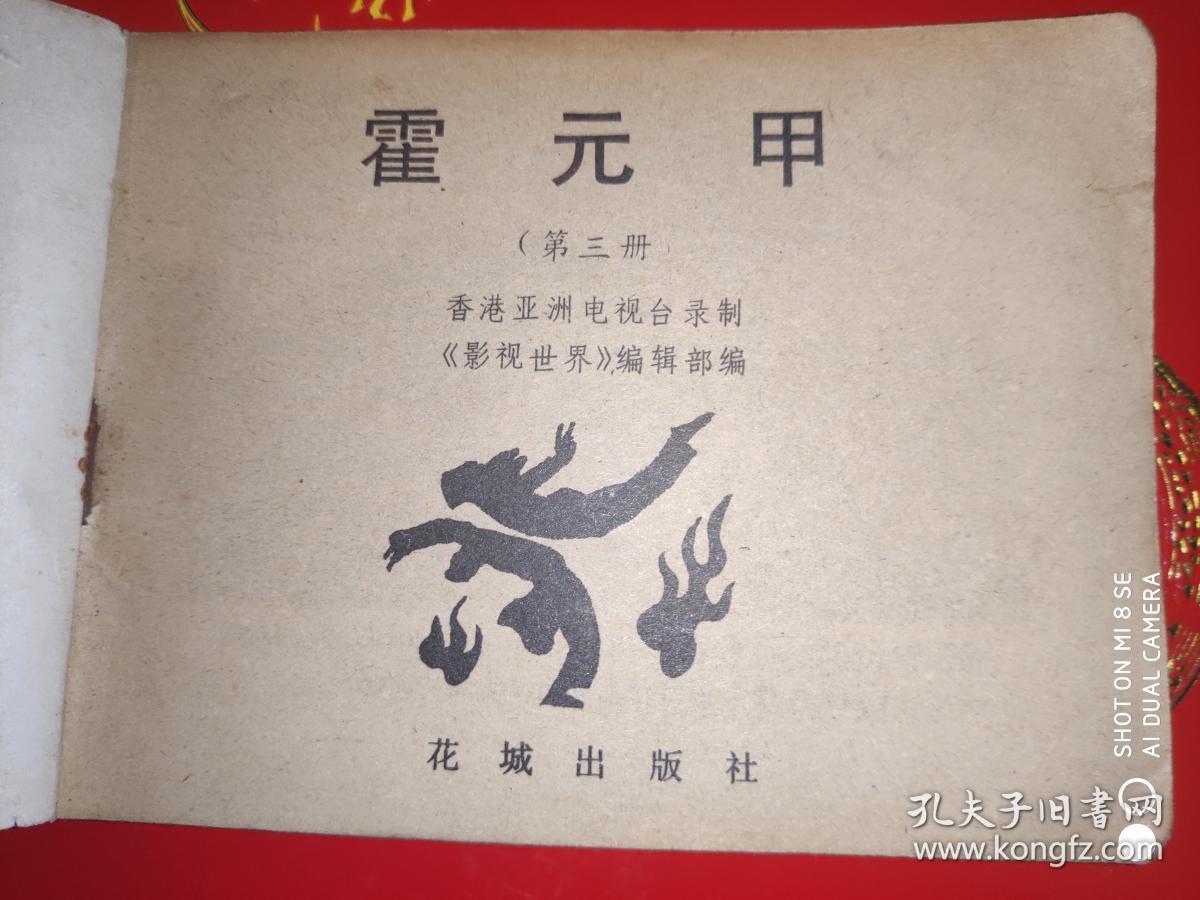 霍元甲
（第三册
香港亚洲电视台录制
《影视世界》编辑部编
花城出版社
SHOT ON MI 8 SE
AI DUAL CAMERA
孔夫子旧书网
www.kongfz.com